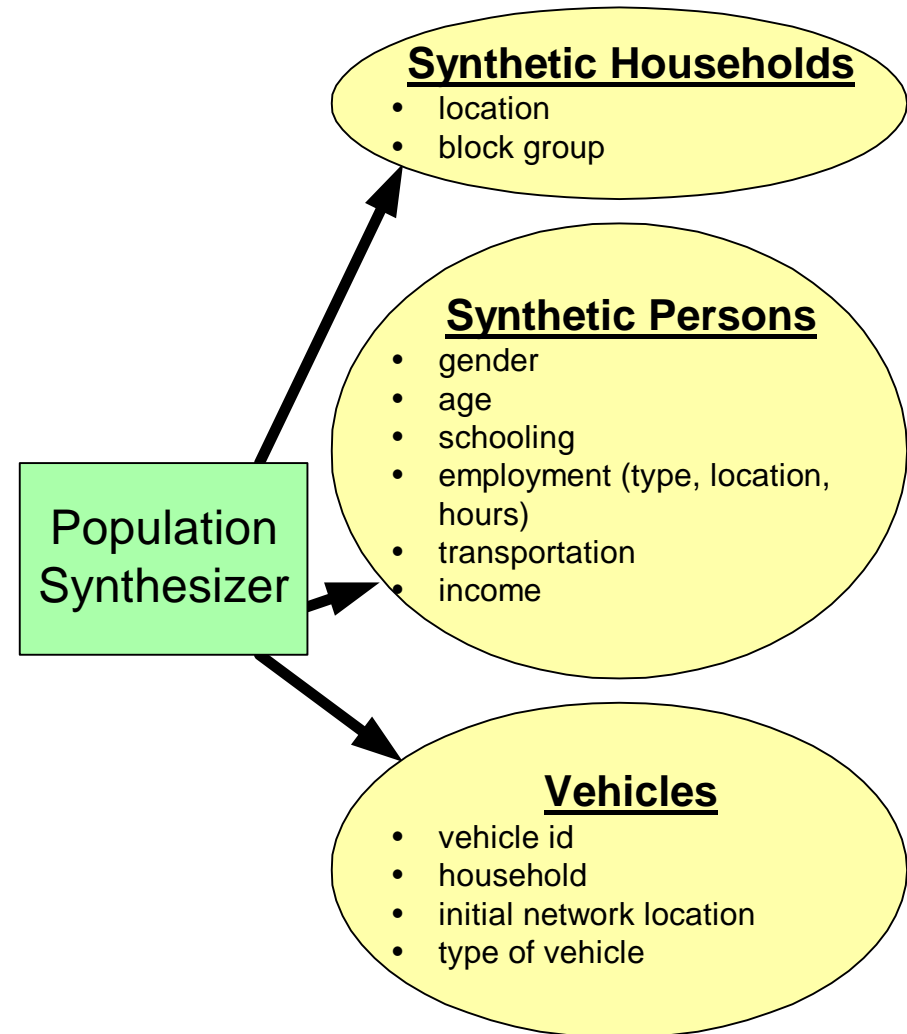 Synthetic Households
• location
• block group
Synthetic Persons
• gender
• age
• schooling
• employment (type, location,
hours)
• transportation
• income
Population
Synthesizer
Vehicles
• vehicle id
• household
• initial network location
• type of vehicle